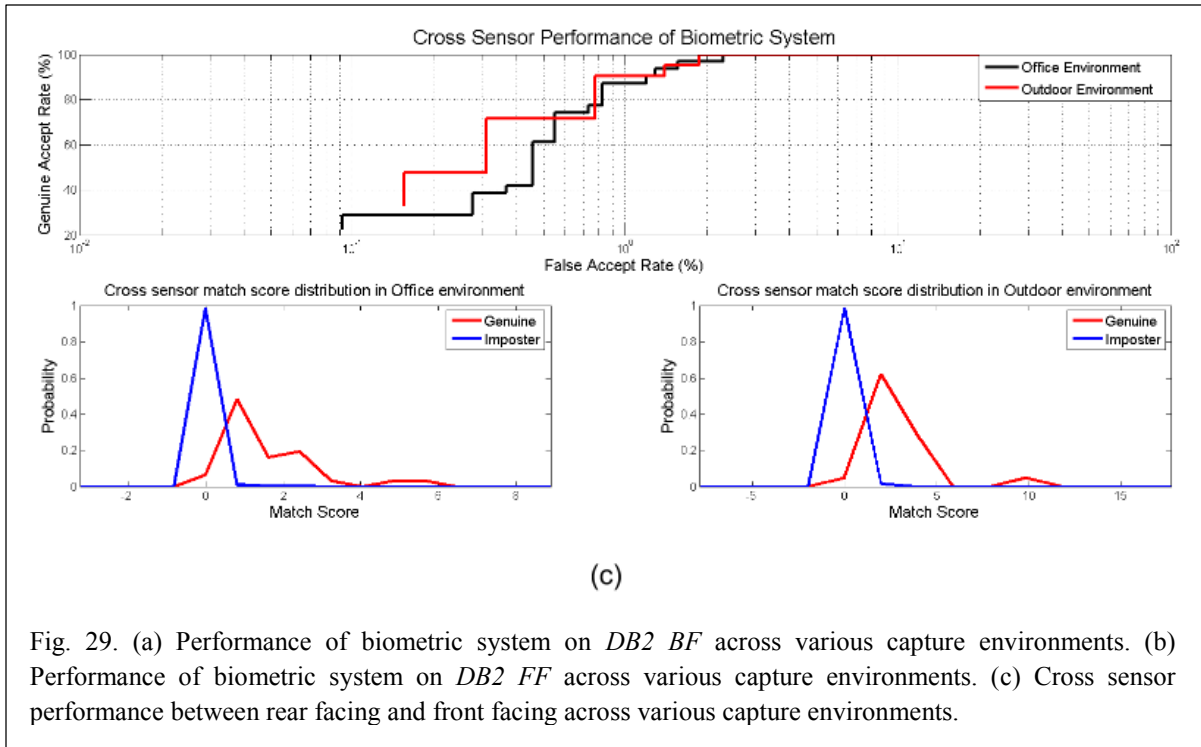 Cross Sensor Performance of Biometric System
Genuine Accept Rate (%)
100
80
60
40
20
Office Environment
Outdoor Environment
10⁻²
10⁰
10²
False Accept Rate (%)
Cross sensor match score distribution in Office environment
Probability
1
0.8
0.6
0.4
0.2
0
Genuine
Imposter
-2
0
2
4
6
8
Match Score
Cross sensor match score distribution in Outdoor environment
Probability
1
0.8
0.6
0.4
0.2
0
Genuine
Imposter
-5
0
5
10
15
Match Score
(c)
Fig. 29. (a) Performance of biometric system on DB2 BF across various capture environments. (b)
Performance of biometric system on DB2 FF across various capture environments. (c) Cross sensor
performance between rear facing and front facing across various capture environments.